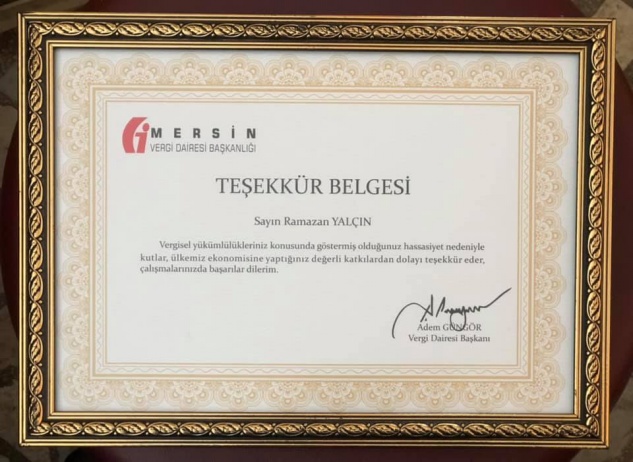 MERSİN
VERGİ DAİRESİ BAŞKANLIĞI
TEŞEKKÜR BELGESİ
Sayın Ramazan YALÇIN
Vergisel yükümlülükleriniz konusunda göstermiş olduğunuz hassasiyet nedeniyle
kutlar, ülkemiz ekonomisine yaptığınız değerli katkılardan dolayı teşekkür eder,
çalışmalarınızda başarılar dilerim.
Adem GÜNGÖR
Vergi Dairesi Başkanı